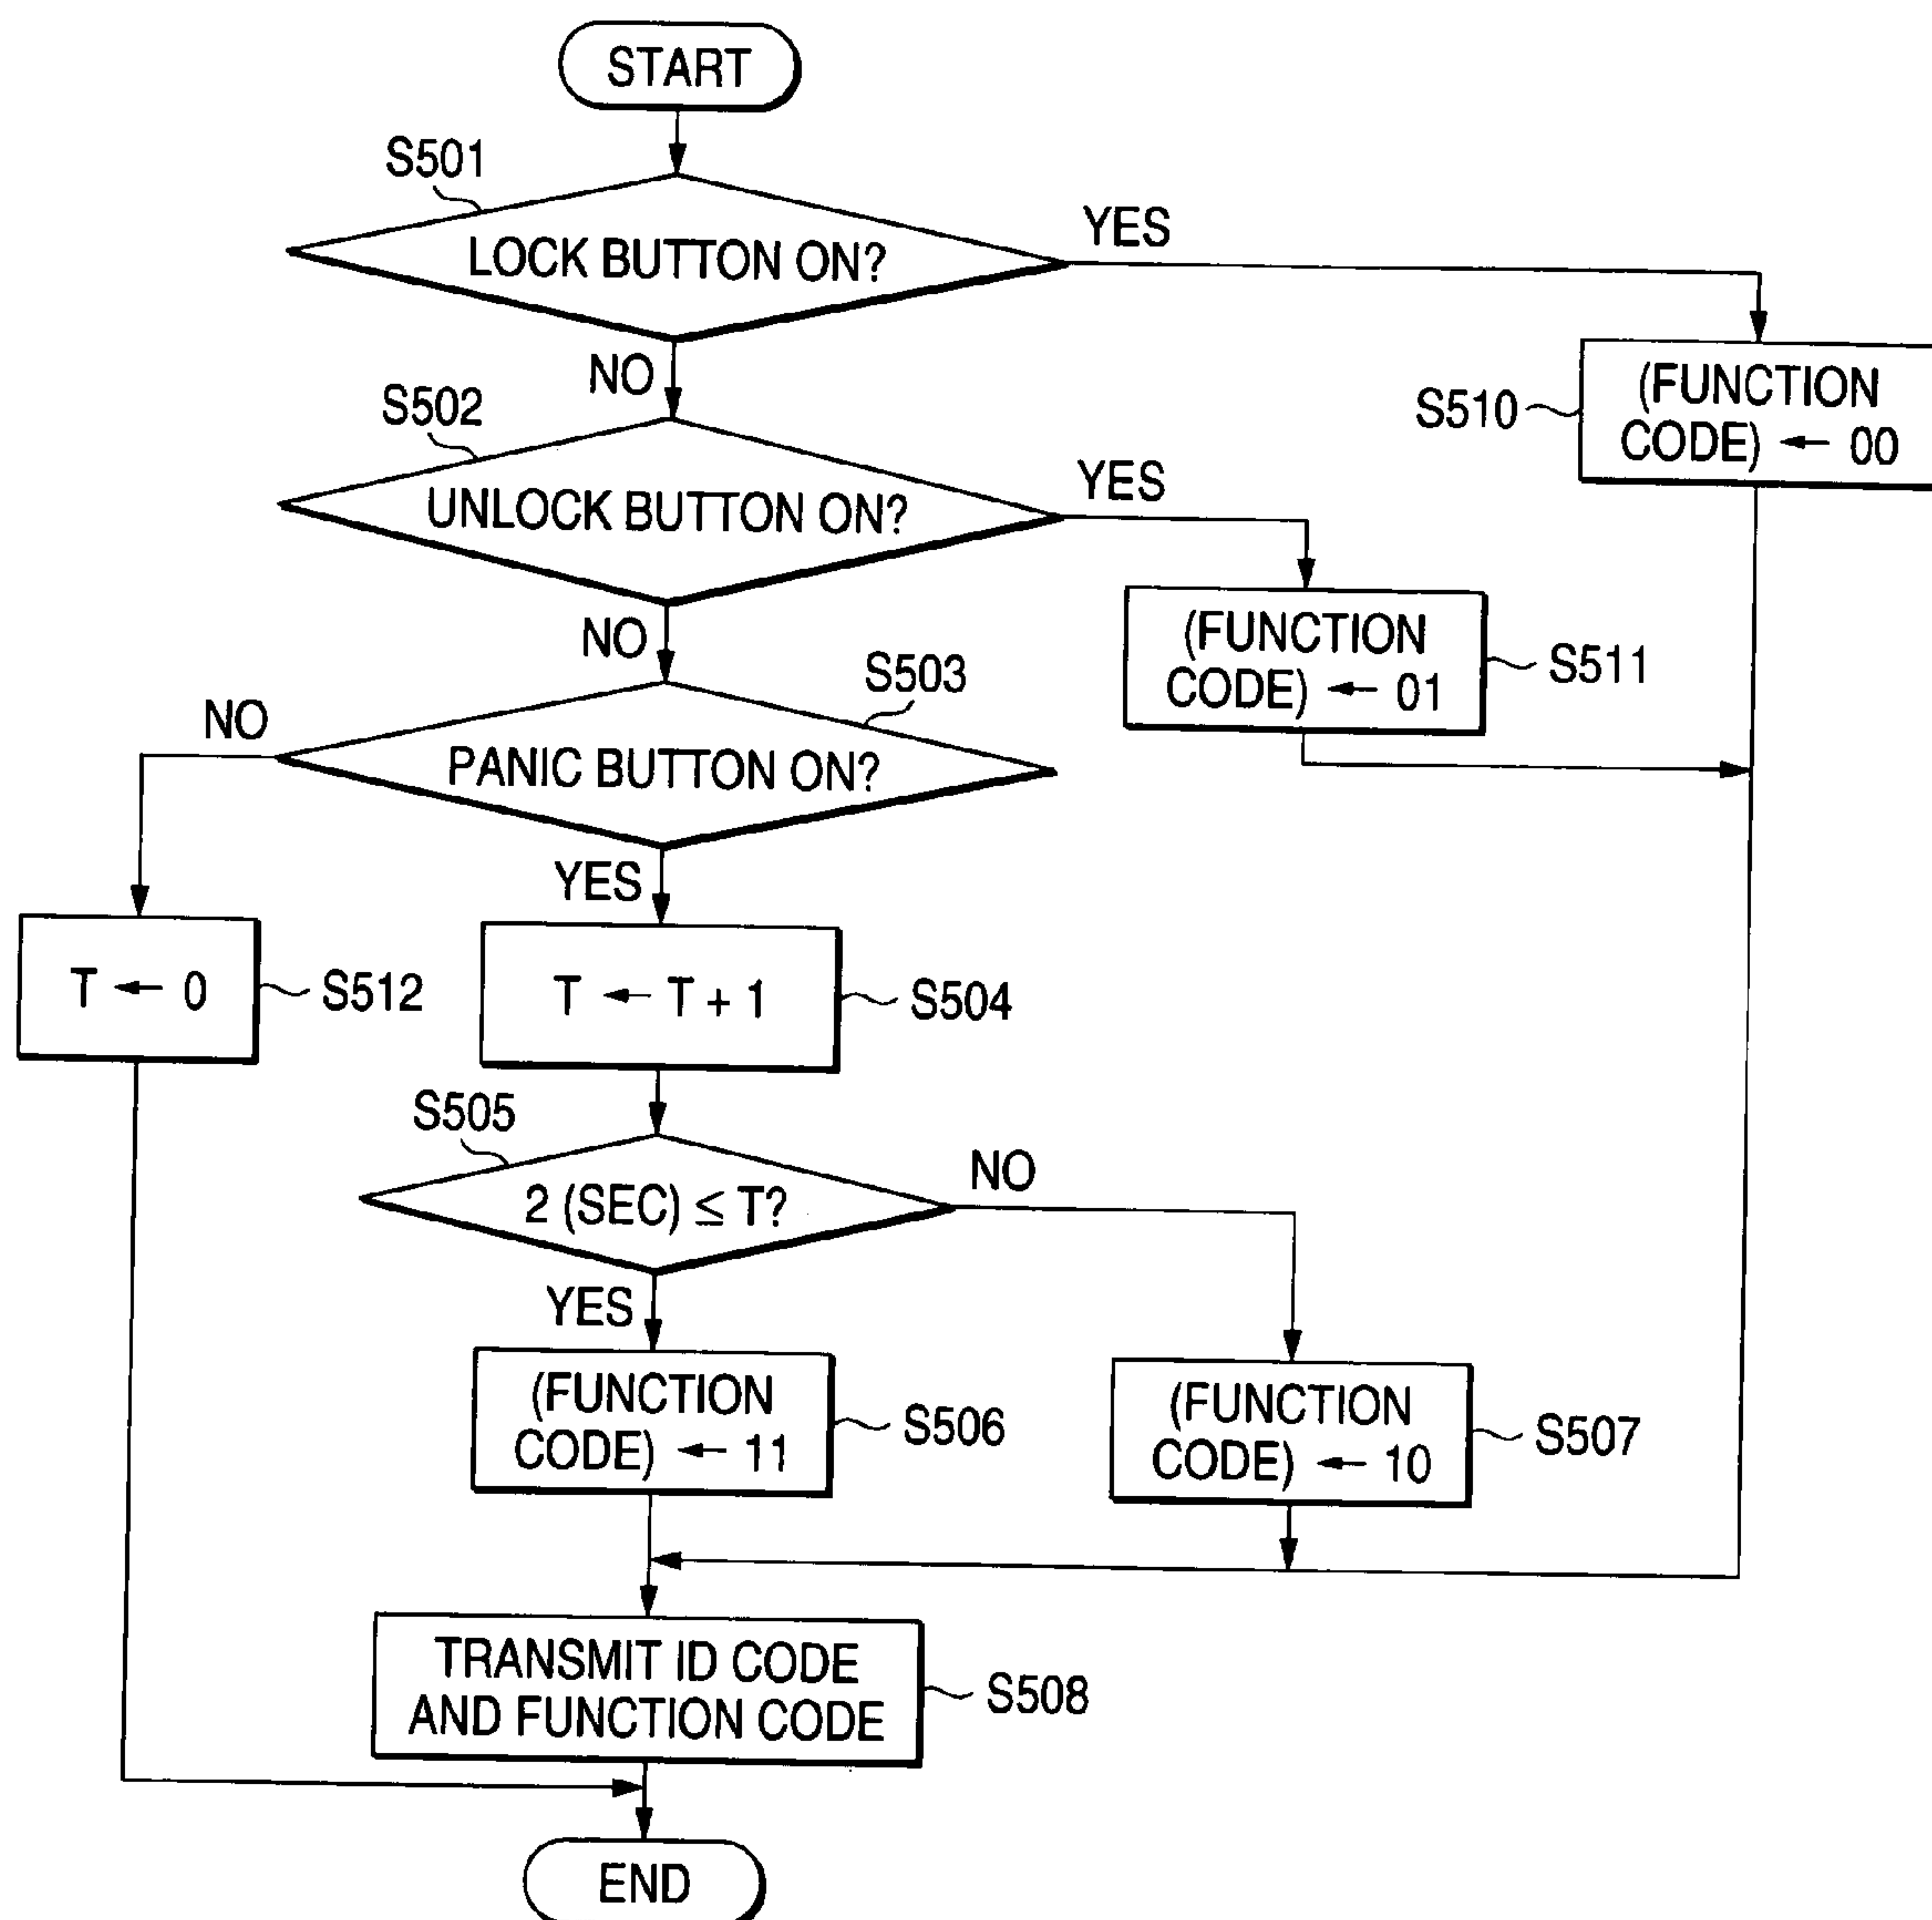 START
S501
LOCK BUTTON ON?
YES
NO
S510
(FUNCTION
CODE) ← 00
S502
UNLOCK BUTTON ON?
YES
NO
(FUNCTION
CODE) ← 01
S511
S503
PANIC BUTTON ON?
NO
YES
T ← 0
S512
T ← T + 1
S504
S505
2 (SEC) ≤ T?
NO
YES
(FUNCTION
CODE) ← 11
S506
(FUNCTION
CODE) ← 10
S507
TRANSMIT ID CODE
AND FUNCTION CODE
S508
END